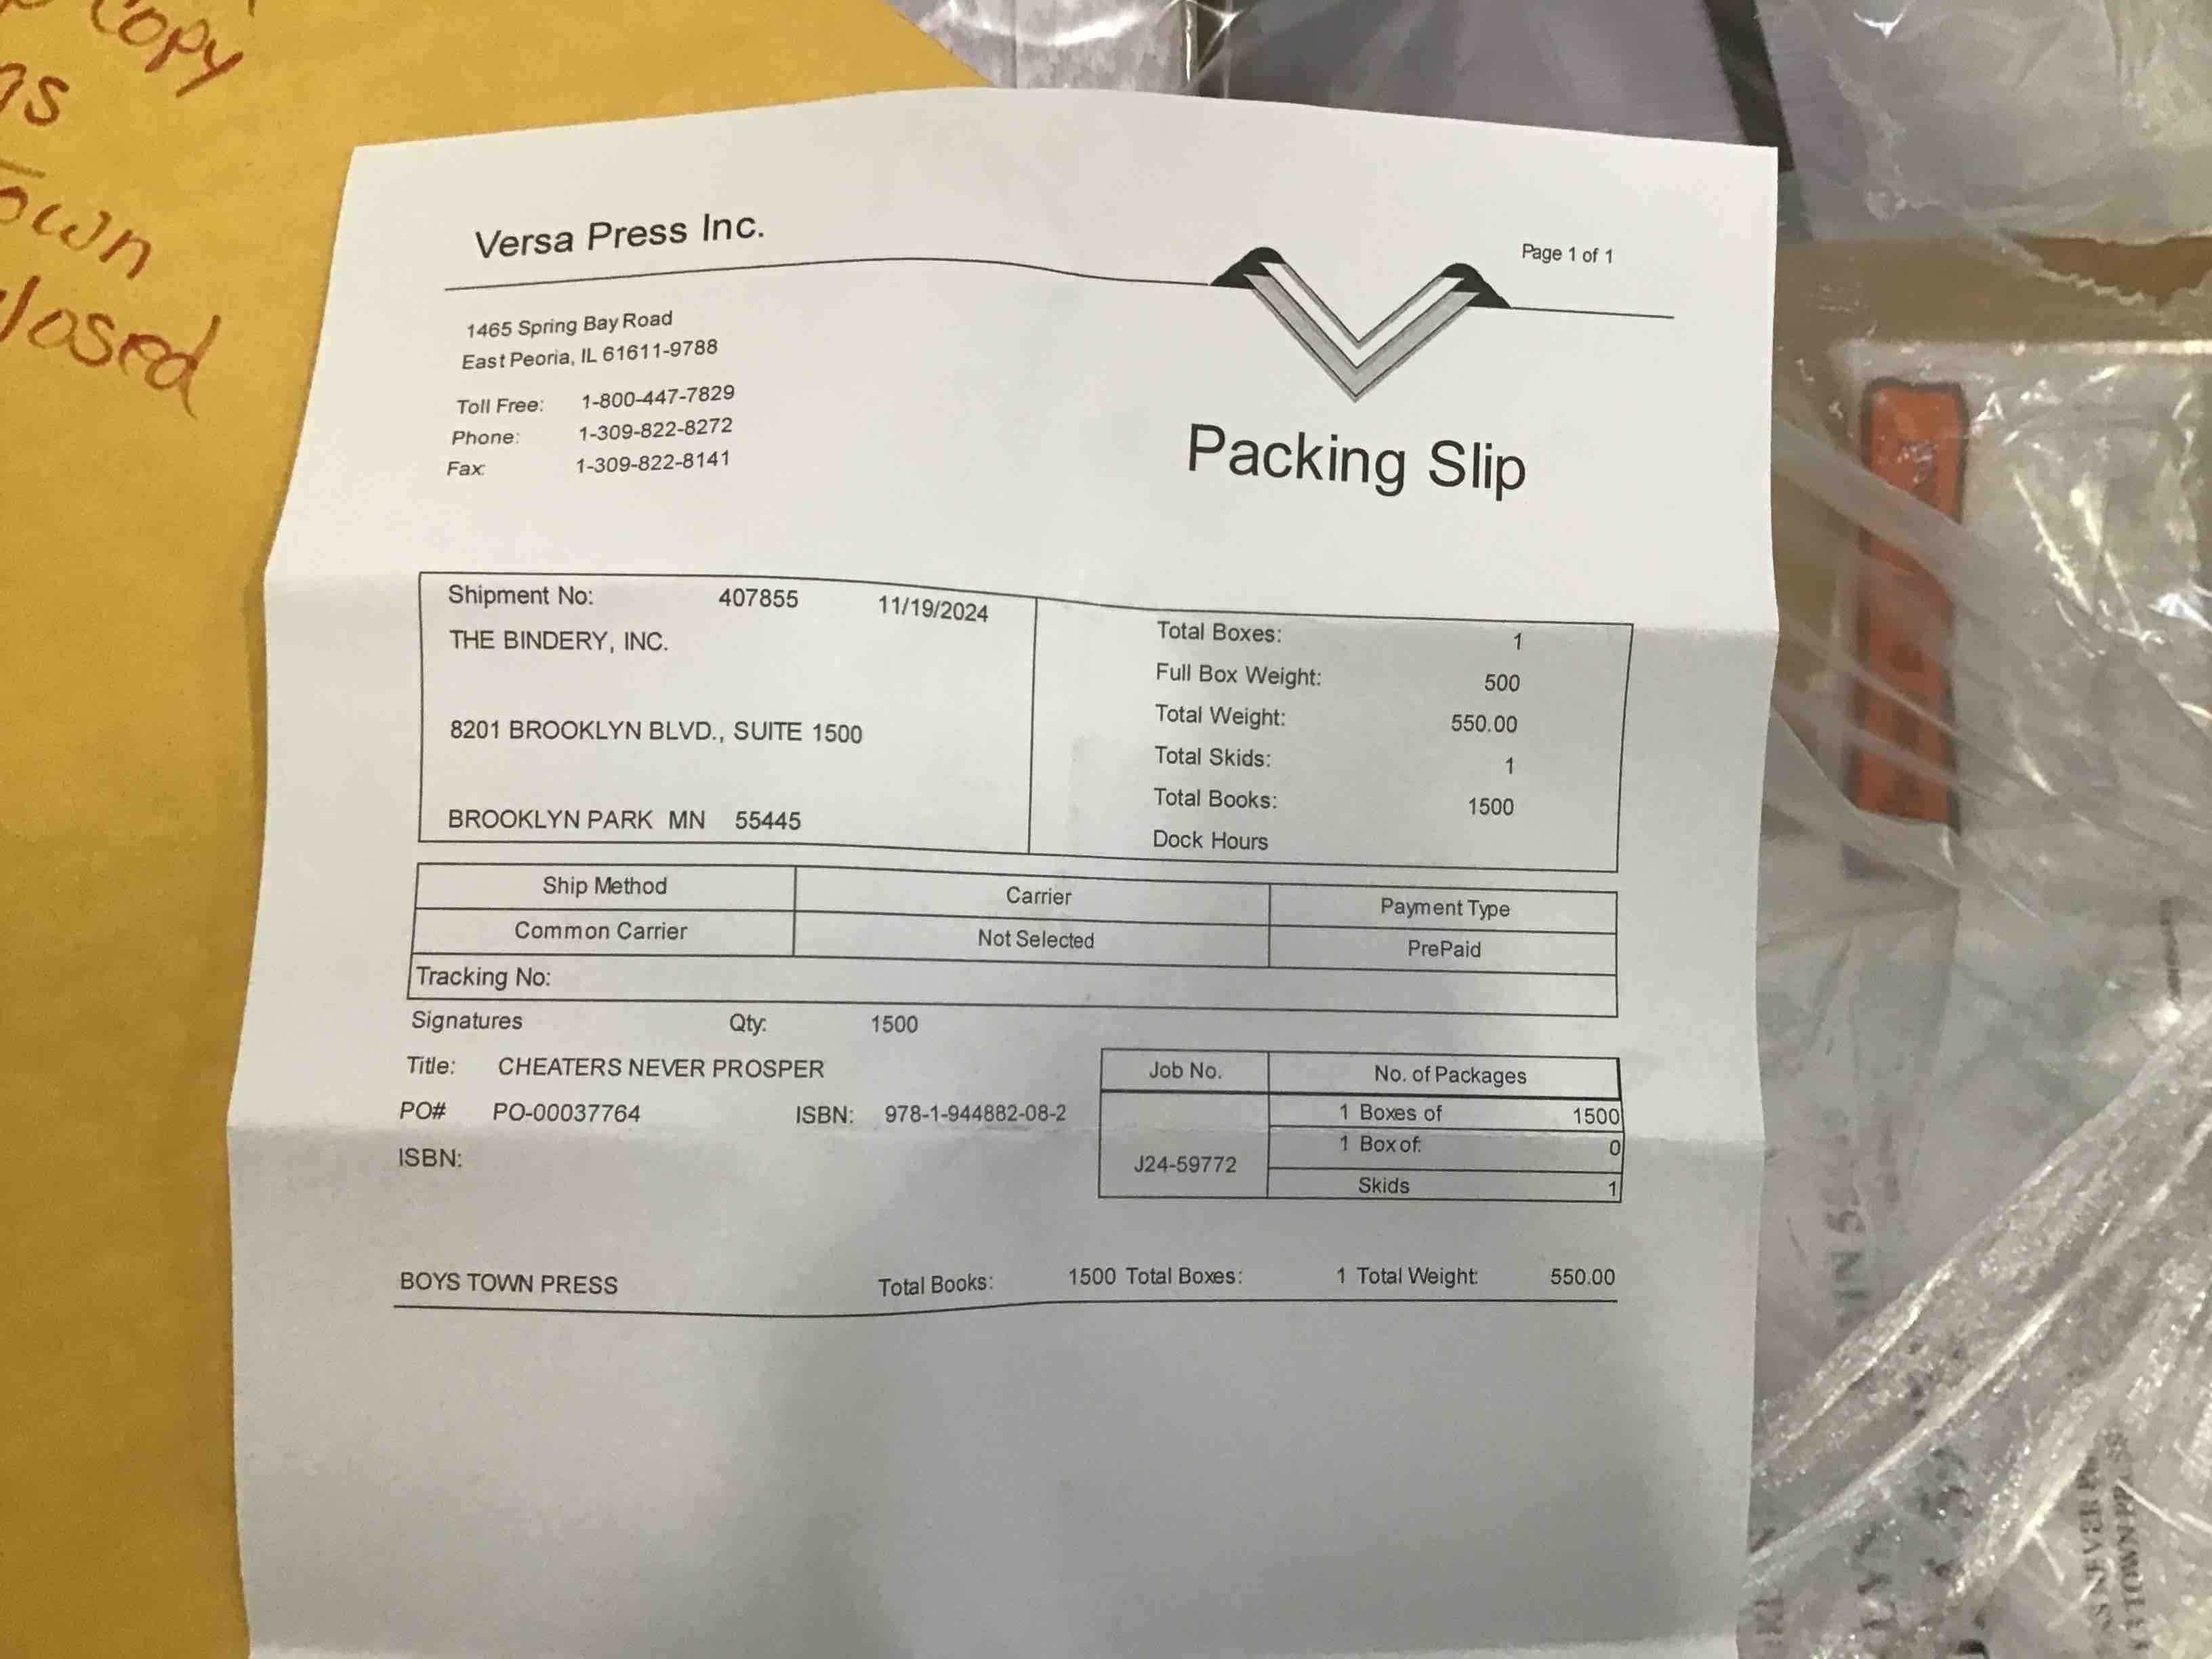 copy
own
losed
Versa Press Inc.
Page 1 of 1
1465 Spring Bay Road
East Peoria, IL 61611-9788
Toll Free: 1-800-447-7829
Phone: 1-309-822-8272
Fax: 1-309-822-8141
Packing Slip
Shipment No: 407855 11/19/2024
THE BINDERY, INC.
8201 BROOKLYN BLVD., SUITE 1500
BROOKLYN PARK MN 55445
Total Boxes: 1
Full Box Weight: 500
Total Weight: 550.00
Total Skids: 1
Total Books: 1500
Dock Hours
Ship Method Carrier Payment Type
Common Carrier Not Selected PrePaid
Tracking No:
Signatures Qty: 1500
Title: CHEATERS NEVER PROSPER
PO# PO-00037764 ISBN: 978-1-944882-08-2
ISBN:
Job No. No. of Packages
1 Boxes of 1500
1 Box of: 0
J24-59772
Skids 1
BOYS TOWN PRESS Total Books: 1500 Total Boxes: 1 Total Weight: 550.00